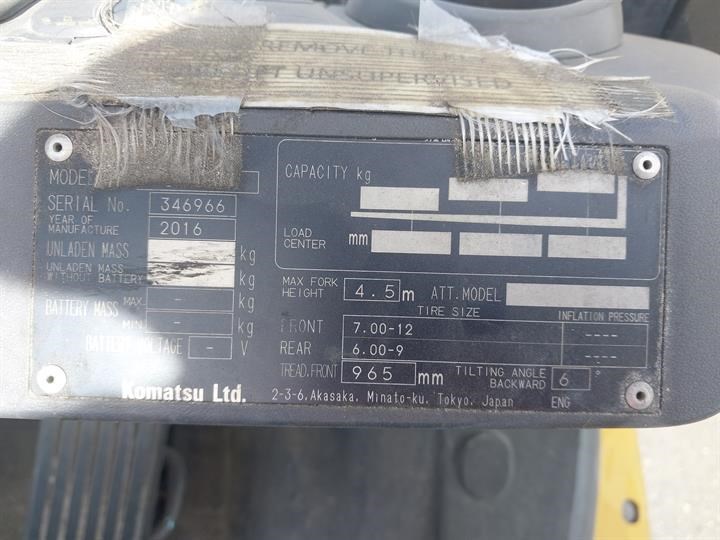 REMOVE THE KEY
LEFT UNSUPERVISED
MODEL
SERIAL No. 346966
YEAR OF MANUFACTURE 2016
UNLADEN MASS kg
UNLADEN MASS WITHOUT BATTERY kg
BATTERY MASS MAX. - kg
MIN. - kg
BATTERY VOLTAGE - V
Komatsu Ltd.
CAPACITY kg
LOAD CENTER mm
MAX FORK HEIGHT 4.5 m ATT.MODEL
TIRE SIZE INFLATION PRESSURE
FRONT 7.00-12 ----
REAR 6.00-9 ----
TREAD.FRONT 965 mm TILTING ANGLE BACKWARD 6 °
2-3-6, Akasaka, Minato-ku, Tokyo, Japan ENG